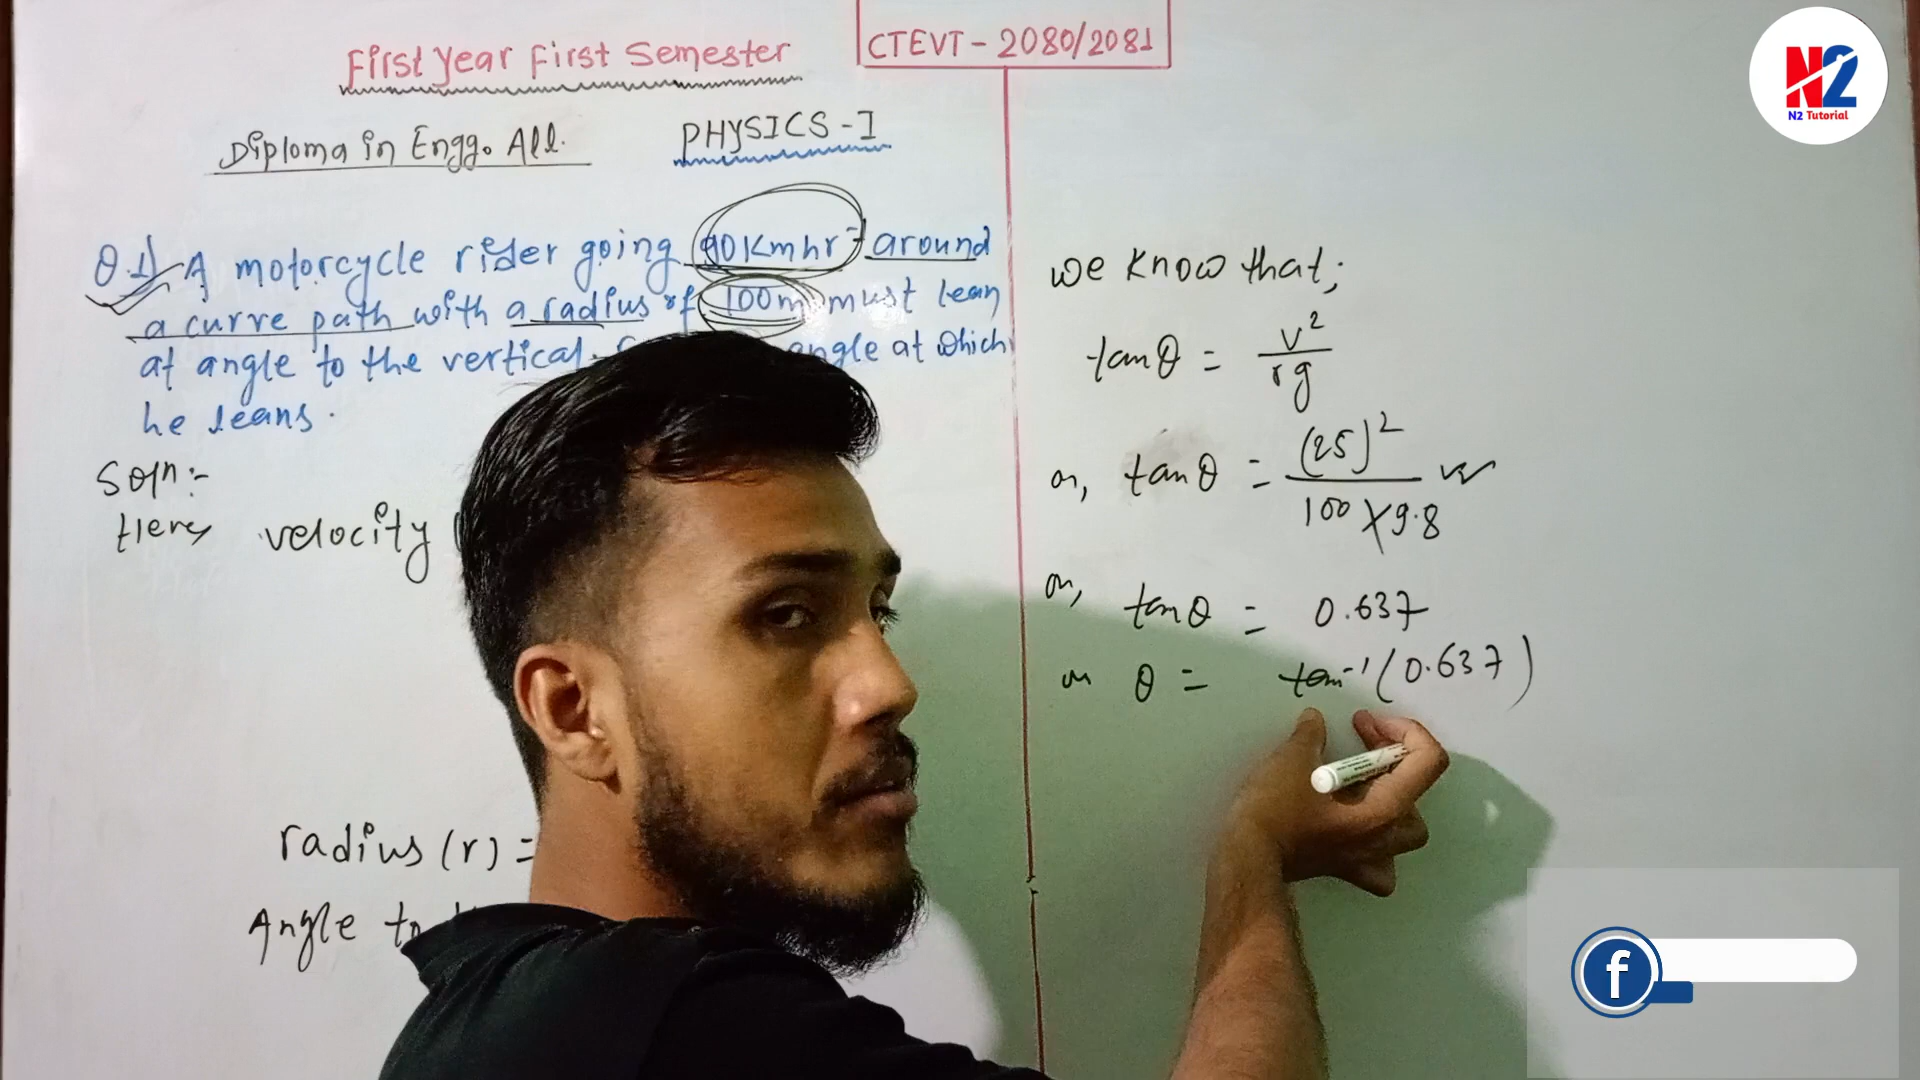 First Year First Semester
CTEVT - 2080/2081
N2
N2 Tutorial
Diploma in Engg. All.
PHYSICS - I
Q.1) A motorcycle rider going 90Kmhr⁻ around
a curve path with a radius of 100m must lean
at angle to the vertical. angle at which
he leans.
Soln:-
Here, velocity
radius (r) =
Angle to
we know that;
tanθ = v²/rg
or, tanθ = (25)²/100×9.8
or, tanθ = 0.637
or θ = tan⁻¹(0.637)
f